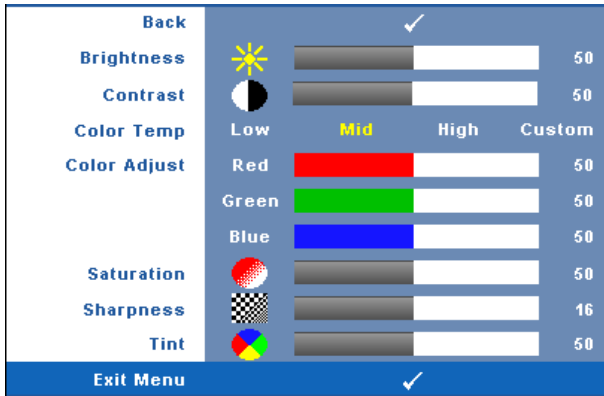 Back
Brightness 50
Contrast 50
Color Temp Low Mid High Custom
Color Adjust Red 50
Green 50
Blue 50
Saturation 50
Sharpness 16
Tint 50
Exit Menu